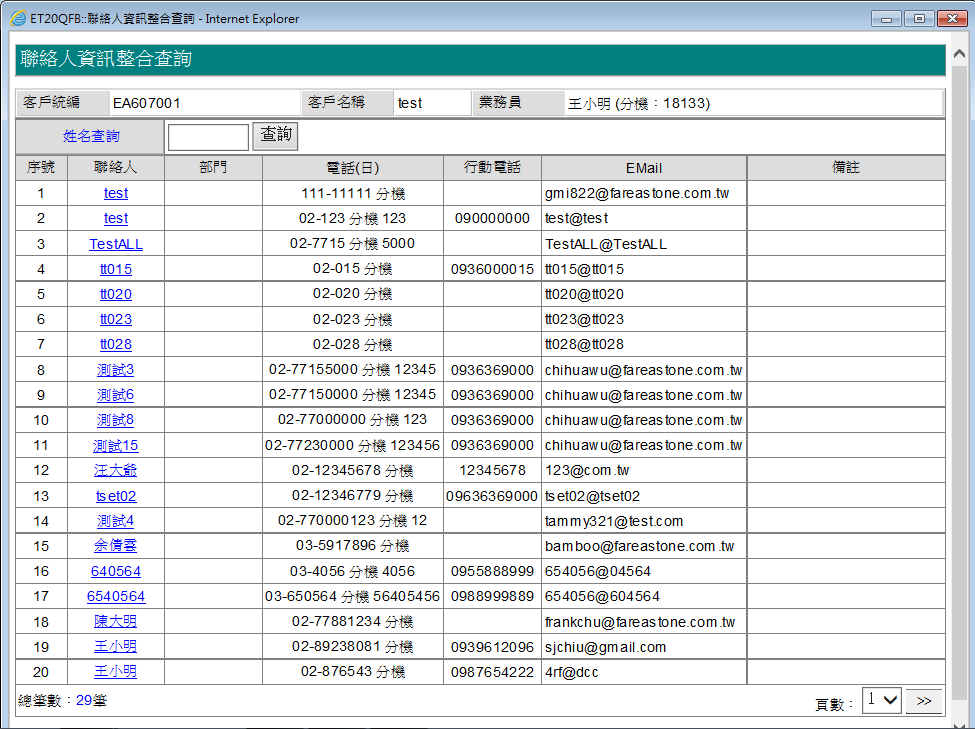 ET20QFB::聯絡人資訊整合查詢 - Internet Explorer
聯絡人資訊整合查詢
客戶統編 EA607001 客戶名稱 test 業務員 王小明 (分機：18133)
姓名查詢 查詢
序號 聯絡人 部門 電話(日) 行動電話 EMail 備註
1 test 111-11111 分機 gmi822@fareastone.com.tw
2 test 02-123 分機 123 090000000 test@test
3 TestALL 02-7715 分機 5000 TestALL@TestALL
4 tt015 02-015 分機 0936000015 tt015@tt015
5 tt020 02-020 分機 tt020@tt020
6 tt023 02-023 分機 tt023@tt023
7 tt028 02-028 分機 tt028@tt028
8 測試3 02-77155000 分機 12345 0936369000 chihuawu@fareastone.com.tw
9 測試6 02-77150000 分機 12345 0936369000 chihuawu@fareastone.com.tw
10 測試8 02-77000000 分機 123 0936369000 chihuawu@fareastone.com.tw
11 測試15 02-77230000 分機 123456 0936369000 chihuawu@fareastone.com.tw
12 汪大爺 02-12345678 分機 12345678 123@com.tw
13 tset02 02-12346779 分機 09636369000 tset02@tset02
14 測試4 02-770000123 分機 12 tammy321@test.com
15 余倩雲 03-5917896 分機 bamboo@fareastone.com.tw
16 640564 03-4056 分機 4056 0955888999 654056@04564
17 6540564 03-650564 分機 56405456 0988999889 654056@604564
18 陳大明 02-77881234 分機 frankchu@fareastone.com.tw
19 王小明 02-89238081 分機 0939612096 sjchiu@gmail.com
20 王小明 02-876543 分機 0987654222 4rf@dcc
總筆數：29筆 頁數： 1 >>